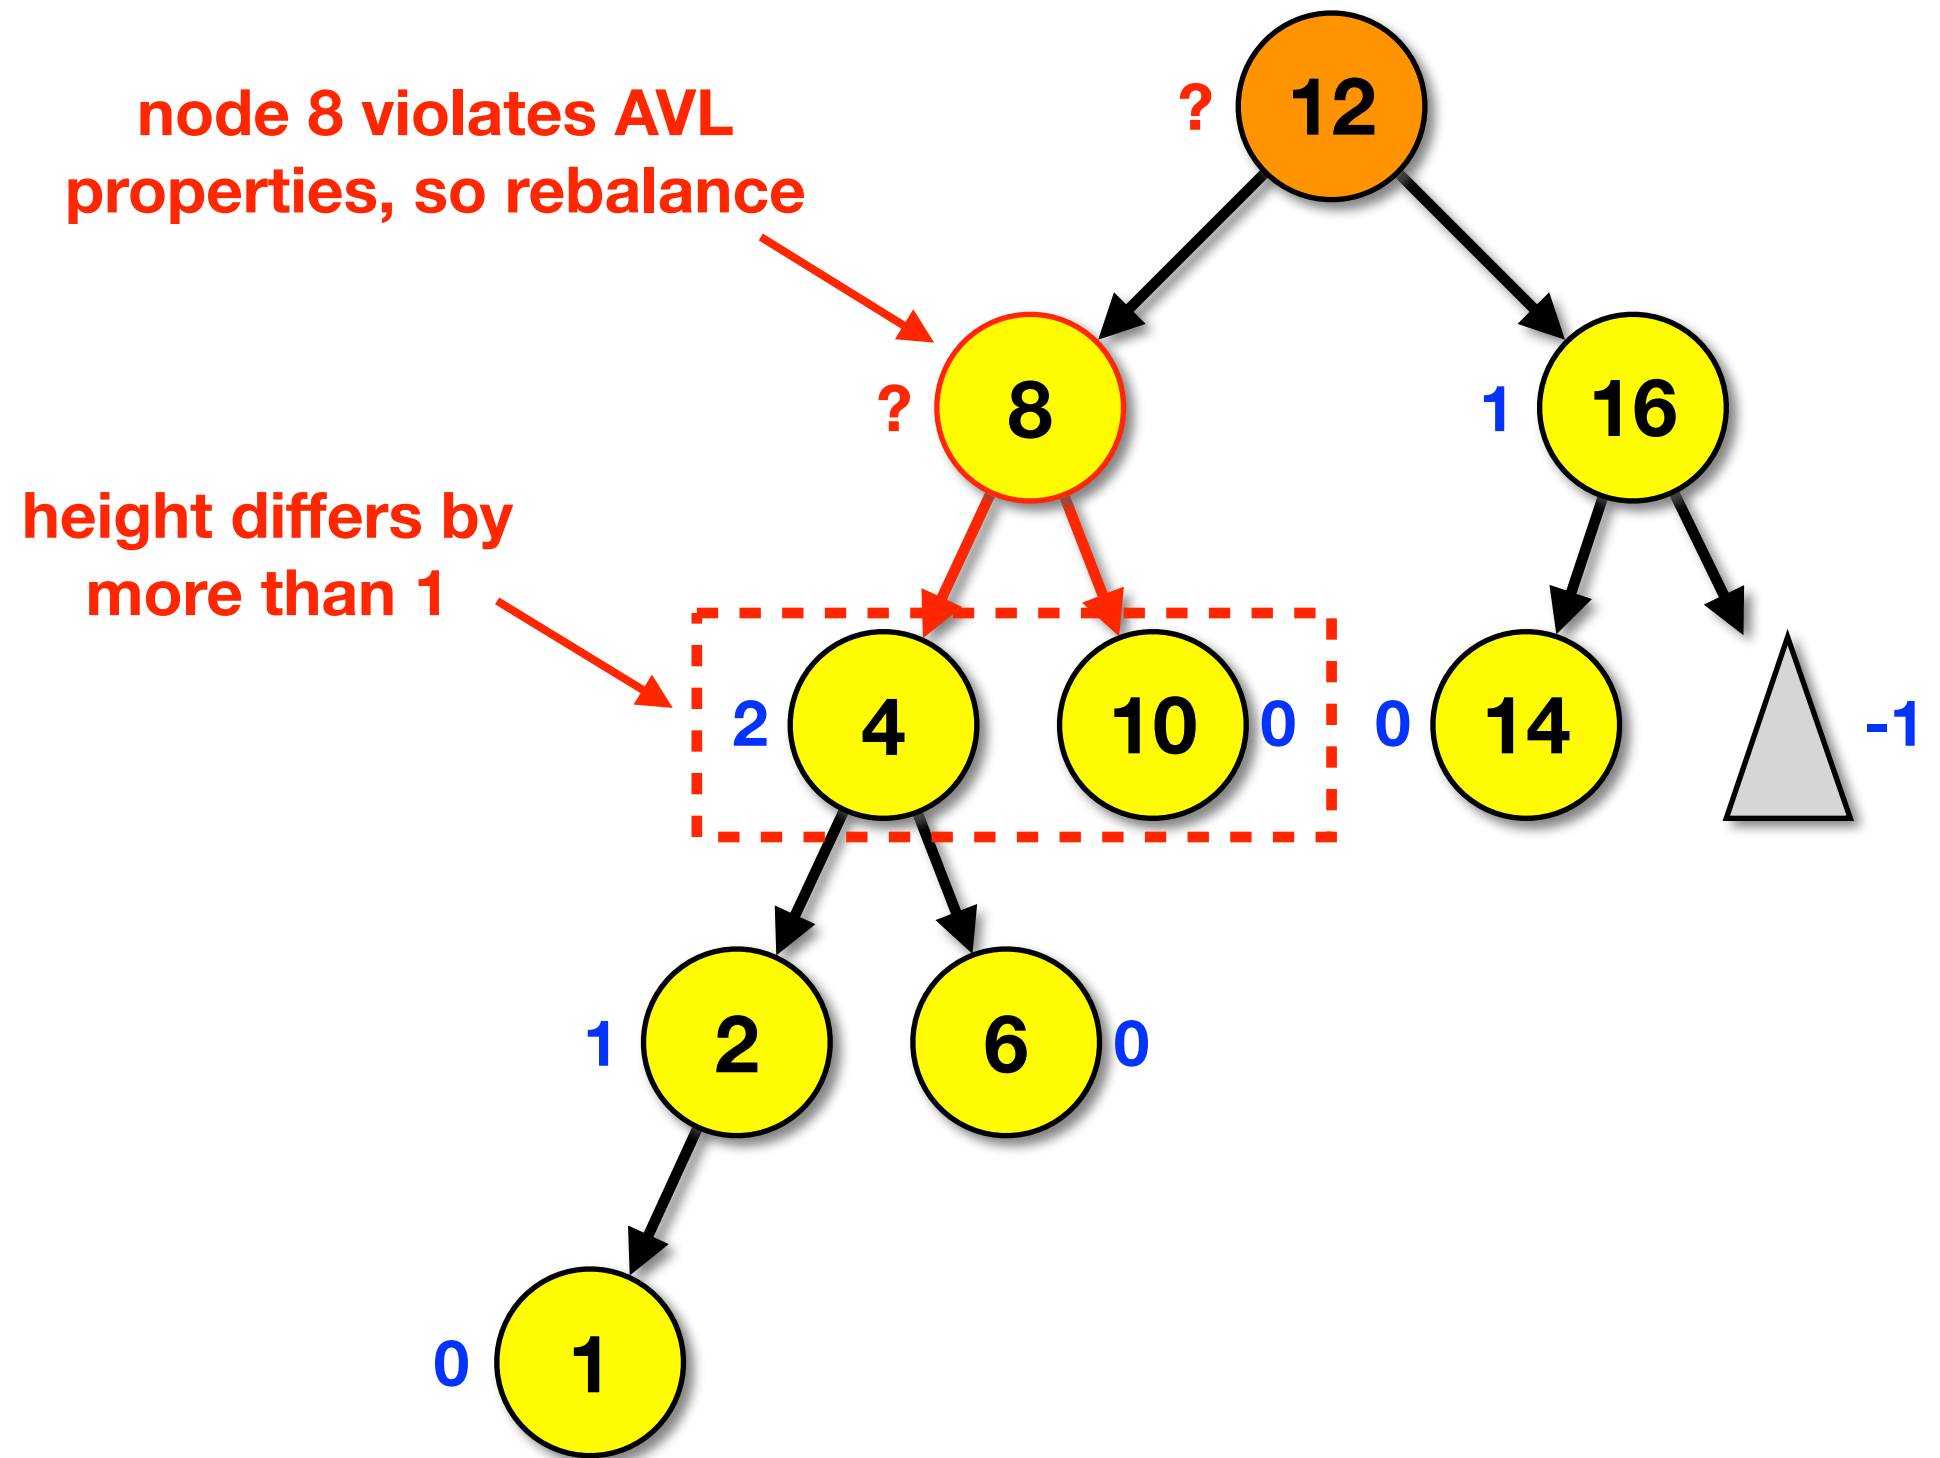 node 8 violates AVL
properties, so rebalance
? 12
? 8
1 16
height differs by
more than 1
2 4 10 0
0 14 -1
1 2 6 0
0 1